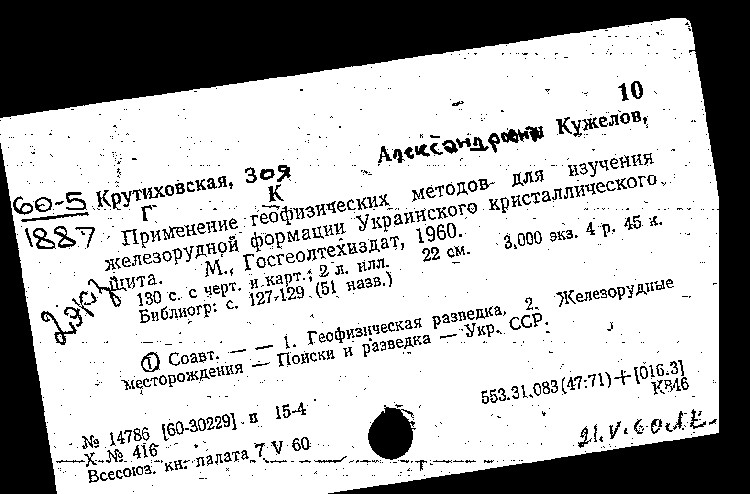 10
Александровна Кужелов,
60-5 Крутиховская, Зоя
1887 Г К
Применение геофизических методов для изучения
железорудной формации Украинского кристаллического
щита. М., Госгеолтехиздат, 1960.
130 с. с черт. и карт.; 2 л. илл. 22 см. 3,000 экз. 4 р. 45 к.
Библиогр: с. 127-129 (51 назв.)
2экз
① Соавт. — — 1. Геофизическая разведка. 2. Железорудные
месторождения — Поиски и разведка — Укр. ССР.
553.31.083(47:71)+[016.3]
К846
№ 14786 [60-30229] п 15-4
Х № 416
Всесоюз. кн. палата 7 V 60
21.V.60